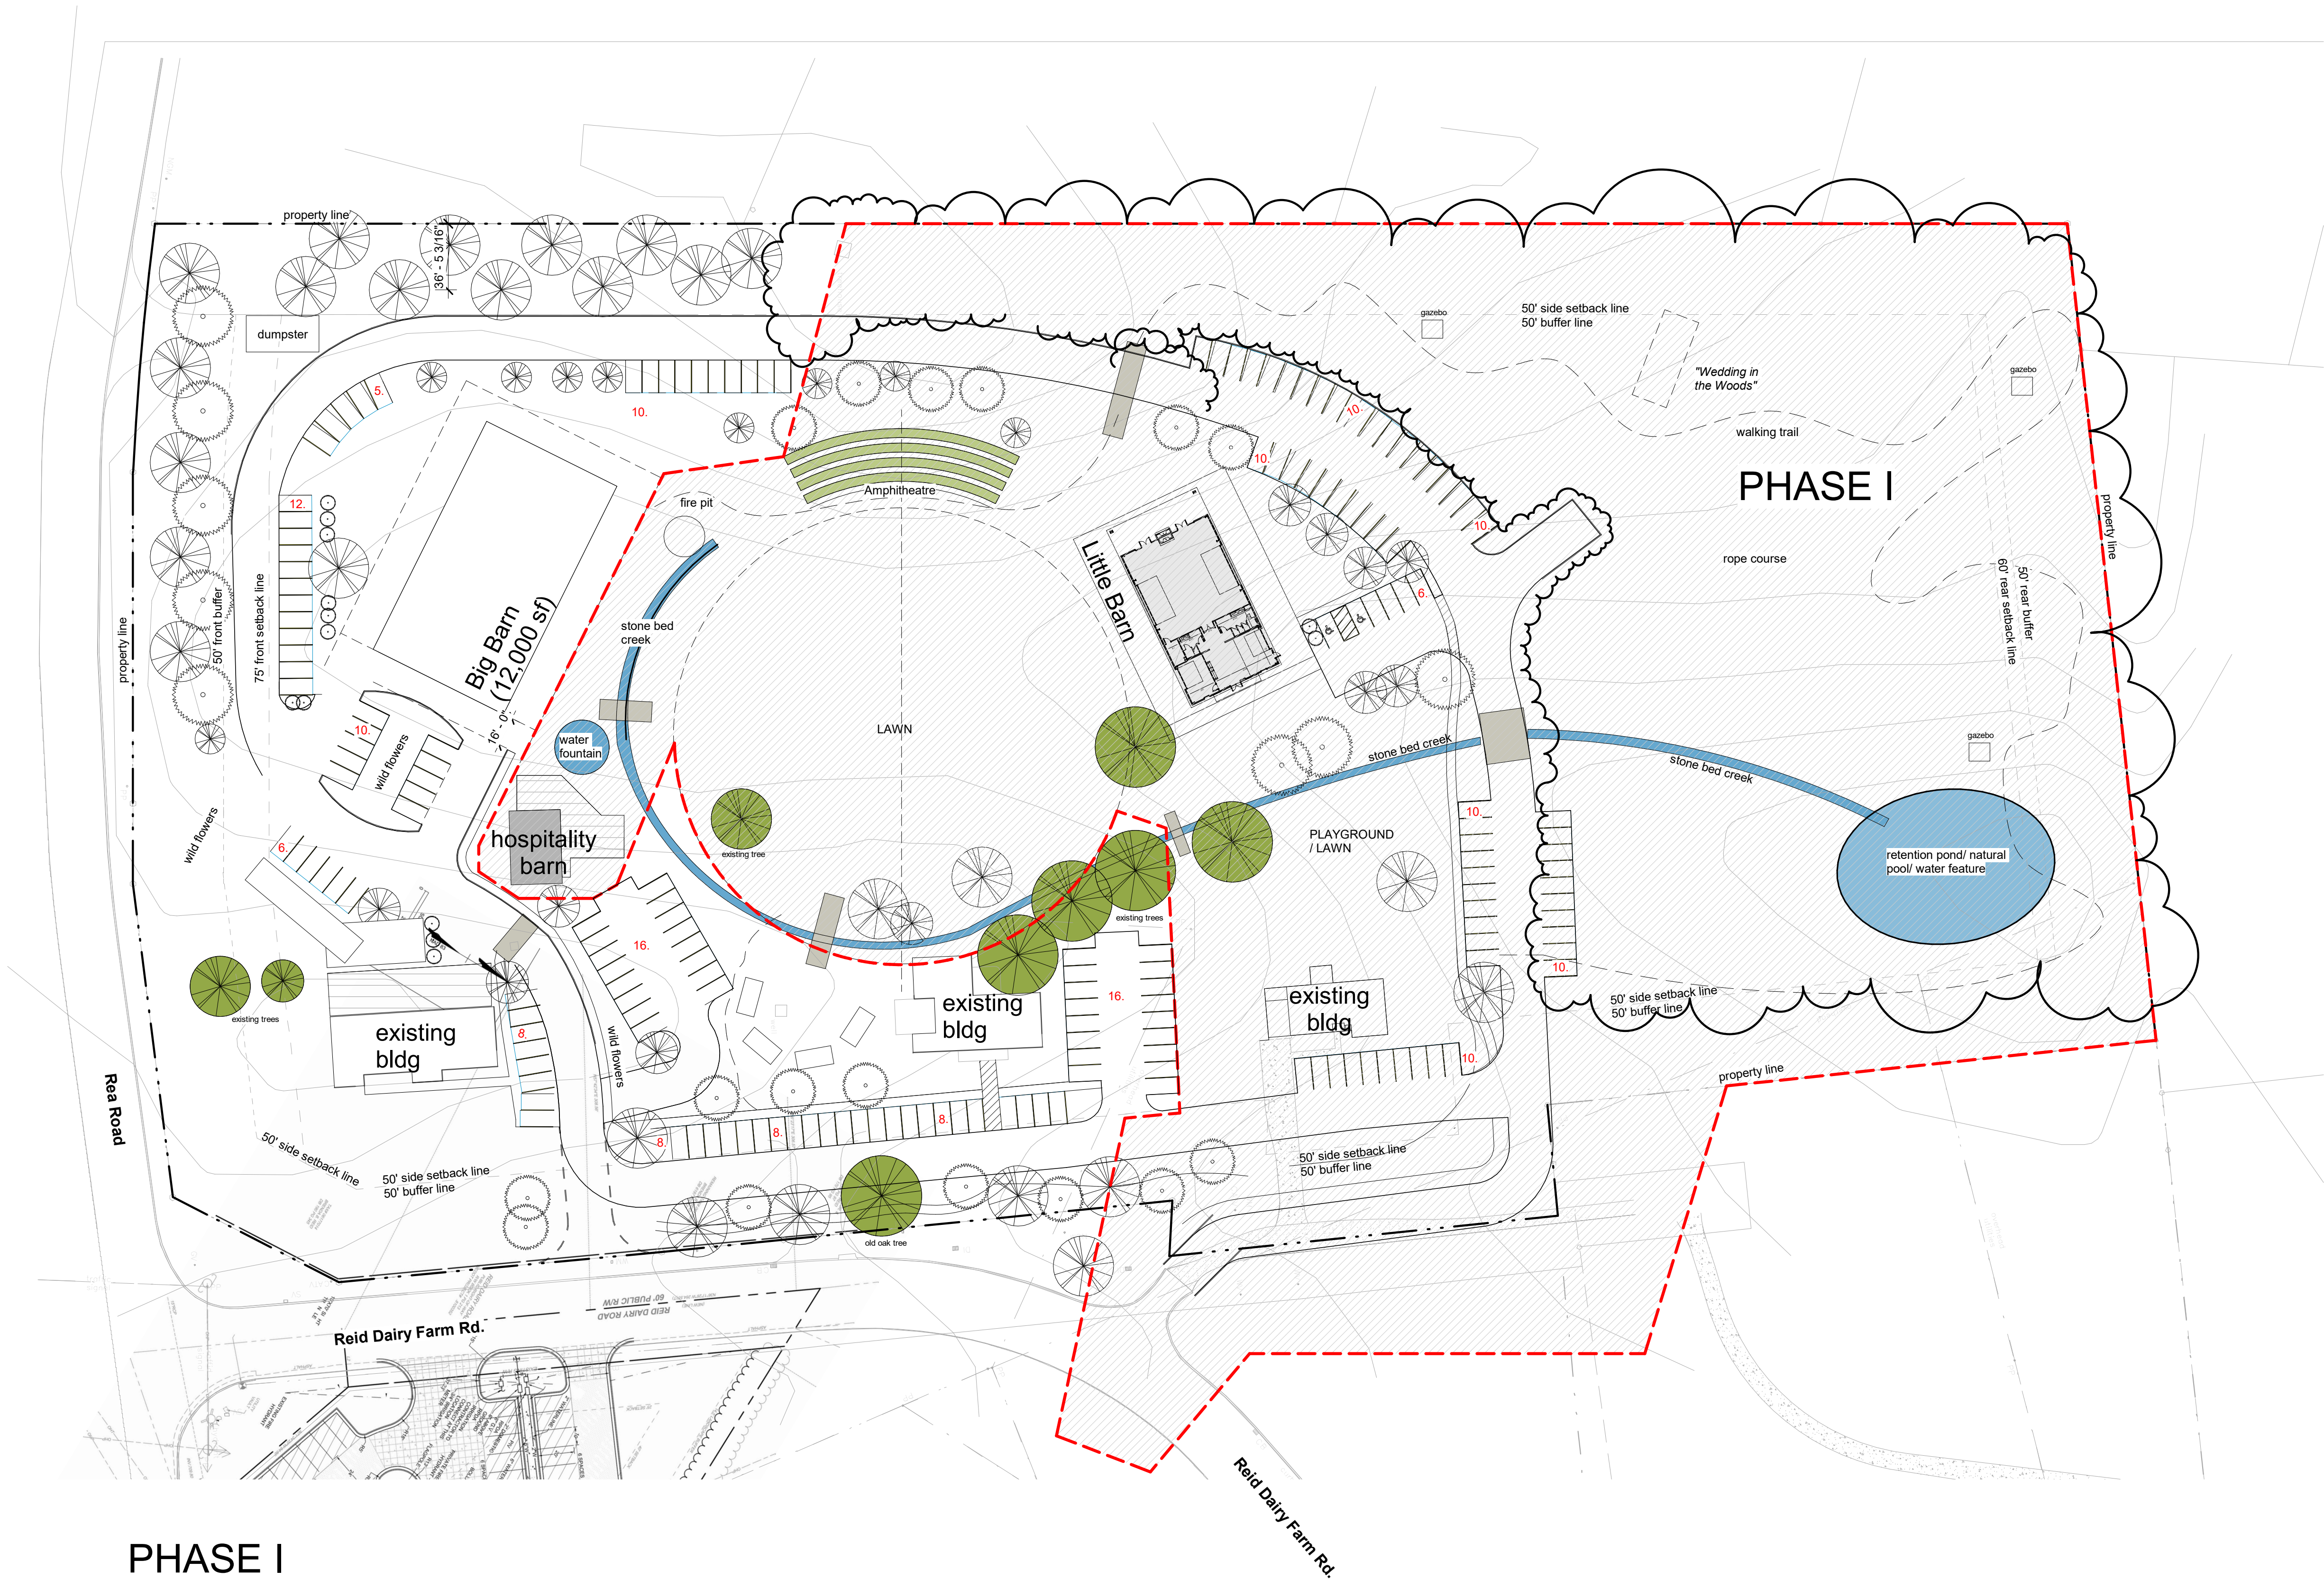 property line
36' - 5 3/16"
dumpster
5.
10.
12.
50' front buffer
75' front setback line
property line
Big Barn
(12,000 sf)
16' - 0"
10.
wild flowers
wild flowers
6.
fire pit
stone bed
creek
water
fountain
hospitality
barn
Amphitheatre
LAWN
existing tree
Little Barn
10.
10.
10.
6.
gazebo
50' side setback line
50' buffer line
"Wedding in
the Woods"
walking trail
gazebo
PHASE I
rope course
property line
50' rear buffer
60' rear setback line
gazebo
stone bed creek
stone bed creek
retention pond/ natural
pool/ water feature
PLAYGROUND
/ LAWN
10.
10.
existing trees
16.
16.
existing
bldg
existing
bldg
existing trees
existing
bldg
8.
wild flowers
8.
8.
8.
10.
50' side setback line
50' buffer line
property line
50' side setback line
50' buffer line
50' side setback line
50' side setback line
50' buffer line
old oak tree
Rea Road
Reid Dairy Farm Rd.
60' PUBLIC R/W
REID DAIRY ROAD
EXISTING FIRE
HYDRANT
Reid Dairy Farm Rd.
PHASE I